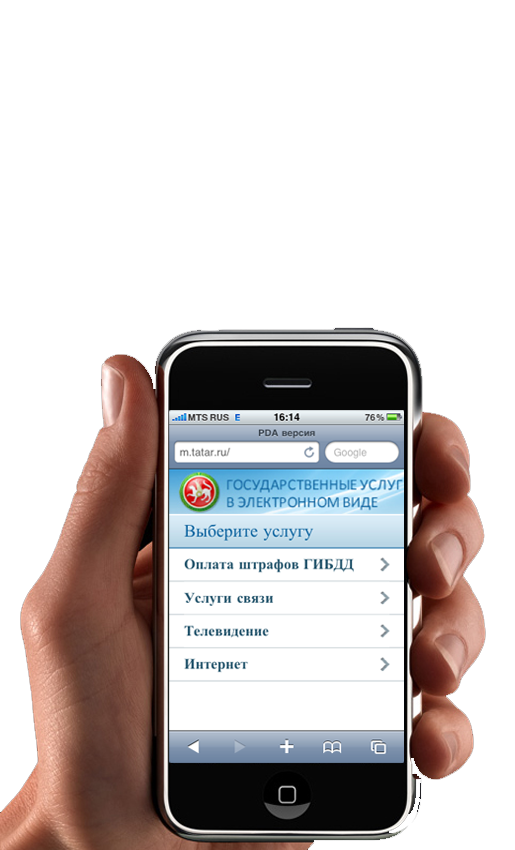 MTS RUS E 16:14 76%
PDA версия
m.tatar.ru/ Google
ГОСУДАРСТВЕННЫЕ УСЛУГ
В ЭЛЕКТРОННОМ ВИДЕ
Выберите услугу
Оплата штрафов ГИБДД
Услуги связи
Телевидение
Интернет